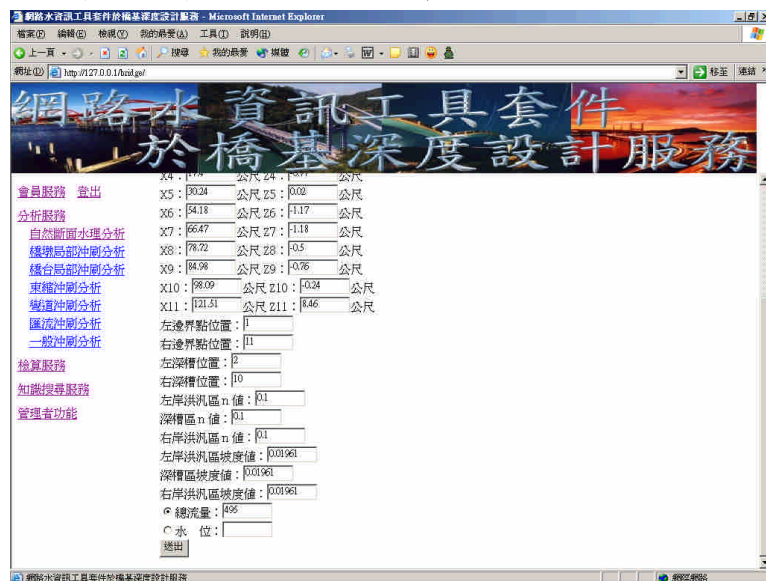 網路水資訊工具套件於橋基深度設計服務 - Microsoft Internet Explorer
檔案(F) 編輯(E) 檢視(V) 我的最愛(A) 工具(T) 說明(H)
上一頁 搜尋 我的最愛 媒體
網址(D) http://127.0.0.1/bridge/ 移至 連結
網路水資訊工具套件
於橋基深度設計服務
會員服務 登出
分析服務
自然斷面水理分析
橋墩局部沖刷分析
橋台局部沖刷分析
束縮沖刷分析
彎道沖刷分析
匯流沖刷分析
一般沖刷分析
檢算服務
知識搜尋服務
管理者功能
X4: 公尺 Z4: 公尺
X5:30.24 公尺 Z5:0.02 公尺
X6:54.18 公尺 Z6:-1.17 公尺
X7:66.47 公尺 Z7:-1.18 公尺
X8:78.72 公尺 Z8:-0.5 公尺
X9:84.98 公尺 Z9:-0.76 公尺
X10:98.09 公尺 Z10:-0.24 公尺
X11:121.51 公尺 Z11:8.46 公尺
左邊界點位置:1
右邊界點位置:11
左深槽位置:2
右深槽位置:10
左岸洪汎區n值:0.1
深槽區n值:0.1
右岸洪汎區n值:0.1
左岸洪汎區坡度值:0.01961
深槽區坡度值:0.01961
右岸洪汎區坡度值:0.01961
總流量:496
水 位:
送出
網路水資訊工具套件於橋基深度設計服務 網際網路